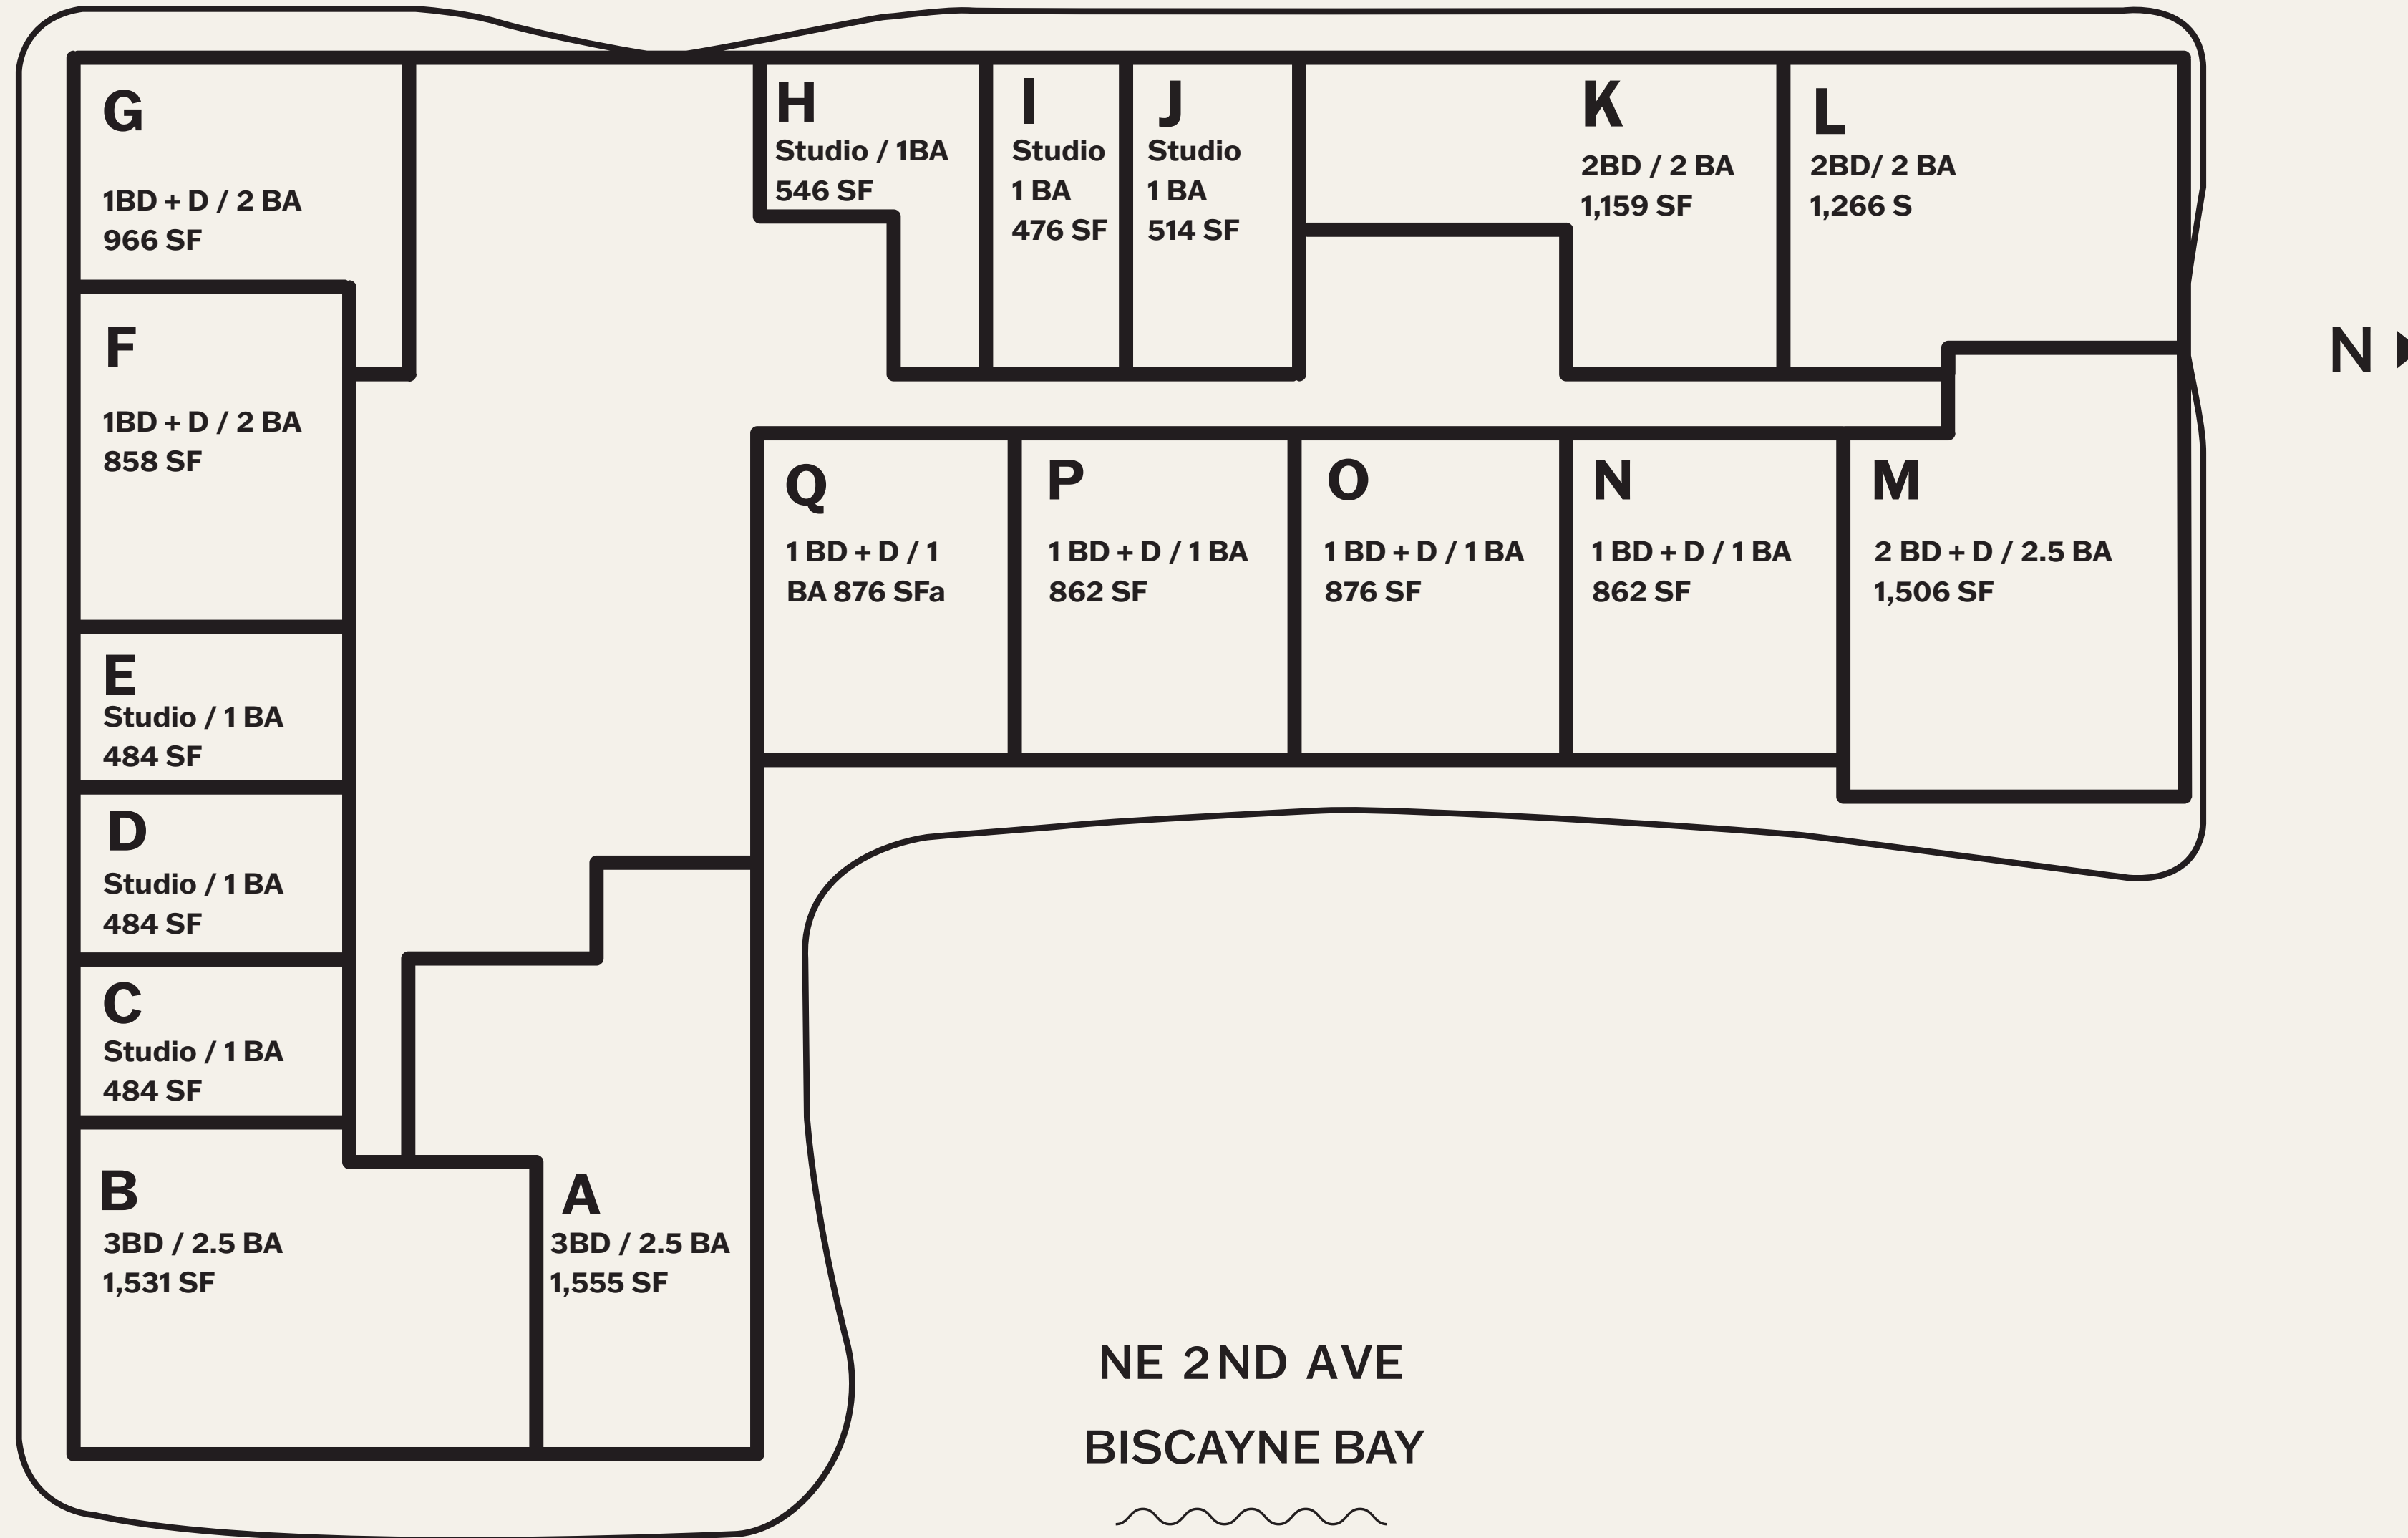 G
1BD + D / 2 BA
966 SF
F
1BD + D / 2 BA
858 SF
E
Studio / 1 BA
484 SF
D
Studio / 1 BA
484 SF
C
Studio / 1 BA
484 SF
B
3BD / 2.5 BA
1,531 SF
A
3BD / 2.5 BA
1,555 SF
H
Studio / 1BA
546 SF
I
Studio
1 BA
476 SF
J
Studio
1 BA
514 SF
K
2BD / 2 BA
1,159 SF
L
2BD/ 2 BA
1,266 S
N
Q
1 BD + D / 1
BA 876 SFa
P
1 BD + D / 1 BA
862 SF
O
1 BD + D / 1 BA
876 SF
N
1 BD + D / 1 BA
862 SF
M
2 BD + D / 2.5 BA
1,506 SF
NE 2ND AVE
BISCAYNE BAY